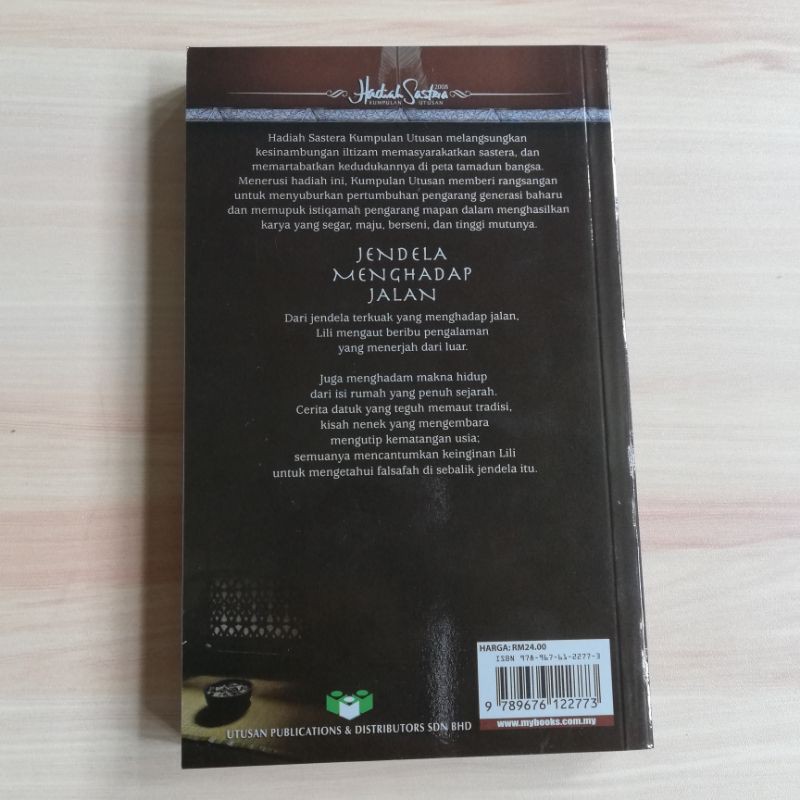 Hadiah Sastera 2008
KUMPULAN UTUSAN
Hadiah Sastera Kumpulan Utusan melangsungkan
kesinambungan iltizam memasyarakatkan sastera, dan
memartabatkan kedudukannya di peta tamadun bangsa.
Menerusi hadiah ini, Kumpulan Utusan memberi rangsangan
untuk menyuburkan pertumbuhan pengarang generasi baharu
dan memupuk istiqamah pengarang mapan dalam menghasilkan
karya yang segar, maju, berseni, dan tinggi mutunya.
JENDELA
MENGHADAP
JALAN
Dari jendela terkuak yang menghadap jalan,
Lili mengaut beribu pengalaman
yang menerjah dari luar.
Juga menghadam makna hidup
dari isi rumah yang penuh sejarah.
Cerita datuk yang teguh memaut tradisi,
kisah nenek yang mengembara
mengutip kematangan usia;
semuanya mencantumkan keinginan Lili
untuk mengetahui falsafah di sebalik jendela itu.
HARGA: RM24.00
ISBN 978-967-61-2277-3
9 789676 122773
www.mybooks.com.my
UTUSAN PUBLICATIONS & DISTRIBUTORS SDN BHD